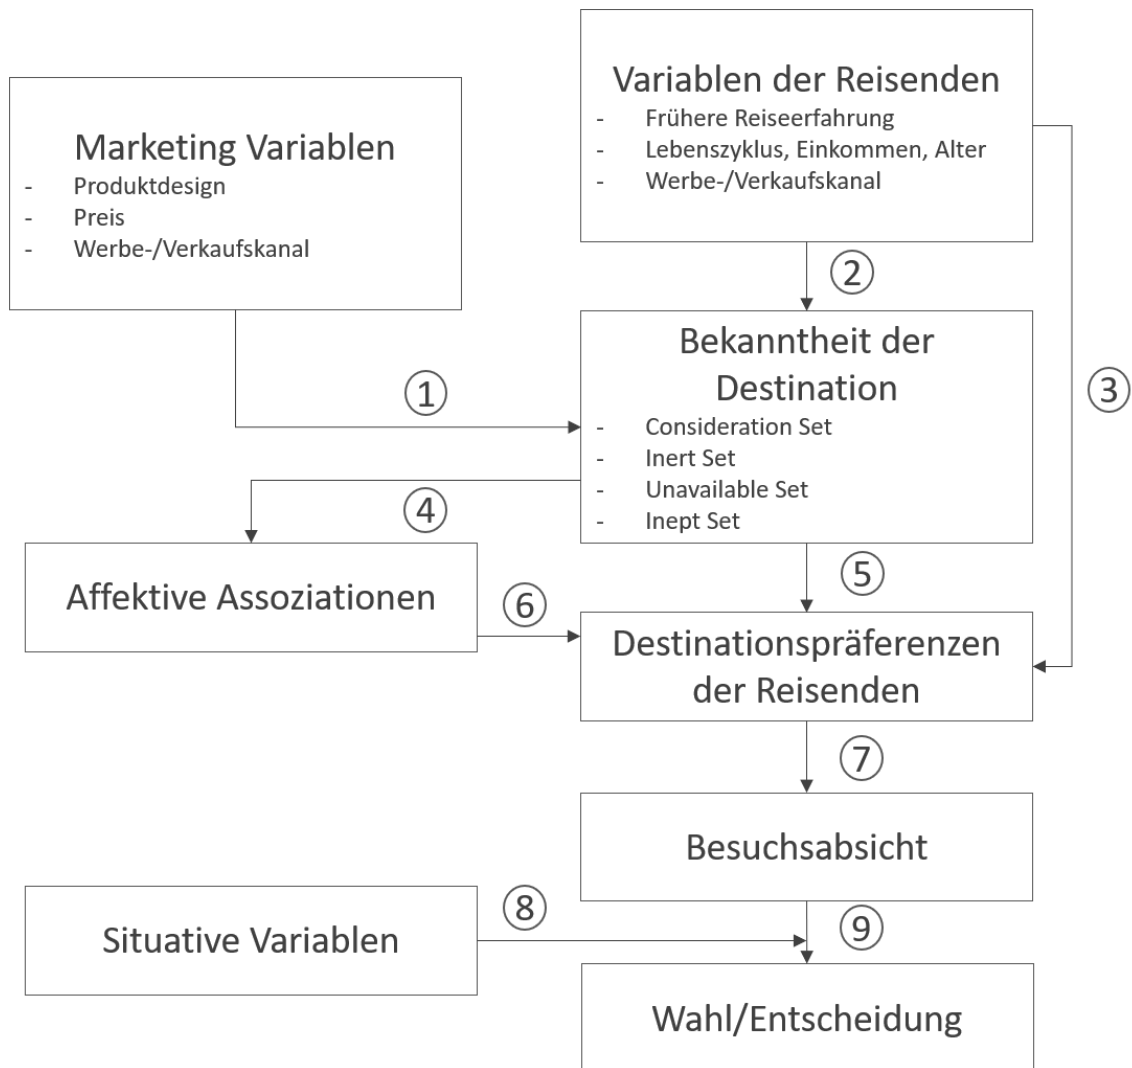 Variablen der Reisenden
- Frühere Reiseerfahrung
- Lebenszyklus, Einkommen, Alter
- Werbe-/Verkaufskanal
Marketing Variablen
- Produktdesign
- Preis
- Werbe-/Verkaufskanal
②
Bekanntheit der
Destination
- Consideration Set
- Inert Set
- Unavailable Set
- Inept Set
①
③
④
⑤
Affektive Assoziationen
⑥
Destinationspräferenzen
der Reisenden
⑦
Besuchsabsicht
Situative Variablen
⑧
⑨
Wahl/Entscheidung